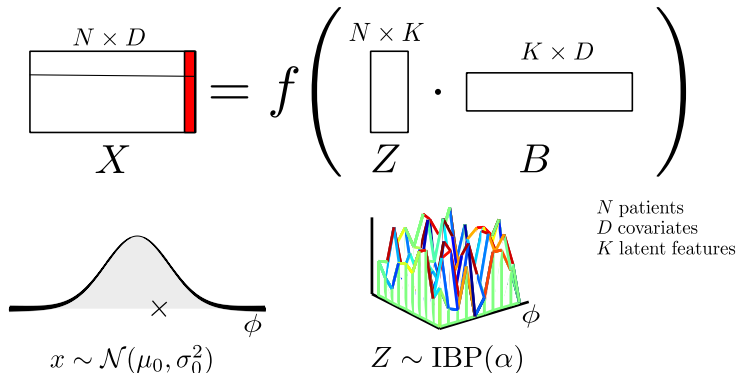 N × D
X
=
f ( N × K
Z
·
K × D
B )
N patients
D covariates
K latent features
×
ϕ
ϕ
x ∼ 𝒩(μ₀, σ₀²)
Z ∼ IBP(α)